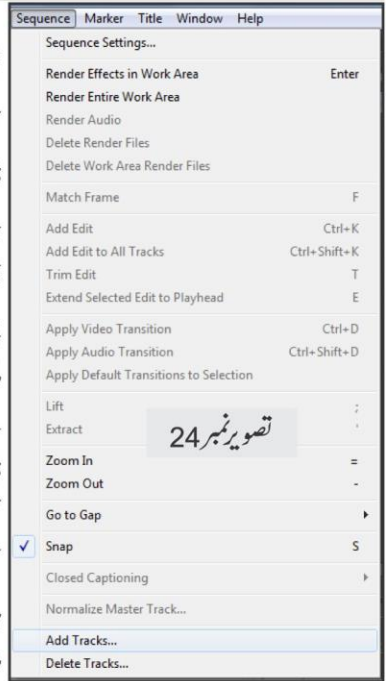 Sequence Marker Title Window Help
Sequence Settings...
Render Effects in Work Area Enter
Render Entire Work Area
Render Audio
Delete Render Files
Delete Work Area Render Files
Match Frame F
Add Edit Ctrl+K
Add Edit to All Tracks Ctrl+Shift+K
Trim Edit T
Extend Selected Edit to Playhead E
Apply Video Transition Ctrl+D
Apply Audio Transition Ctrl+Shift+D
Apply Default Transitions to Selection
Lift ;
Extract '
تصویر نمبر 24
Zoom In =
Zoom Out -
Go to Gap
Snap S
Closed Captioning
Normalize Master Track...
Add Tracks...
Delete Tracks...